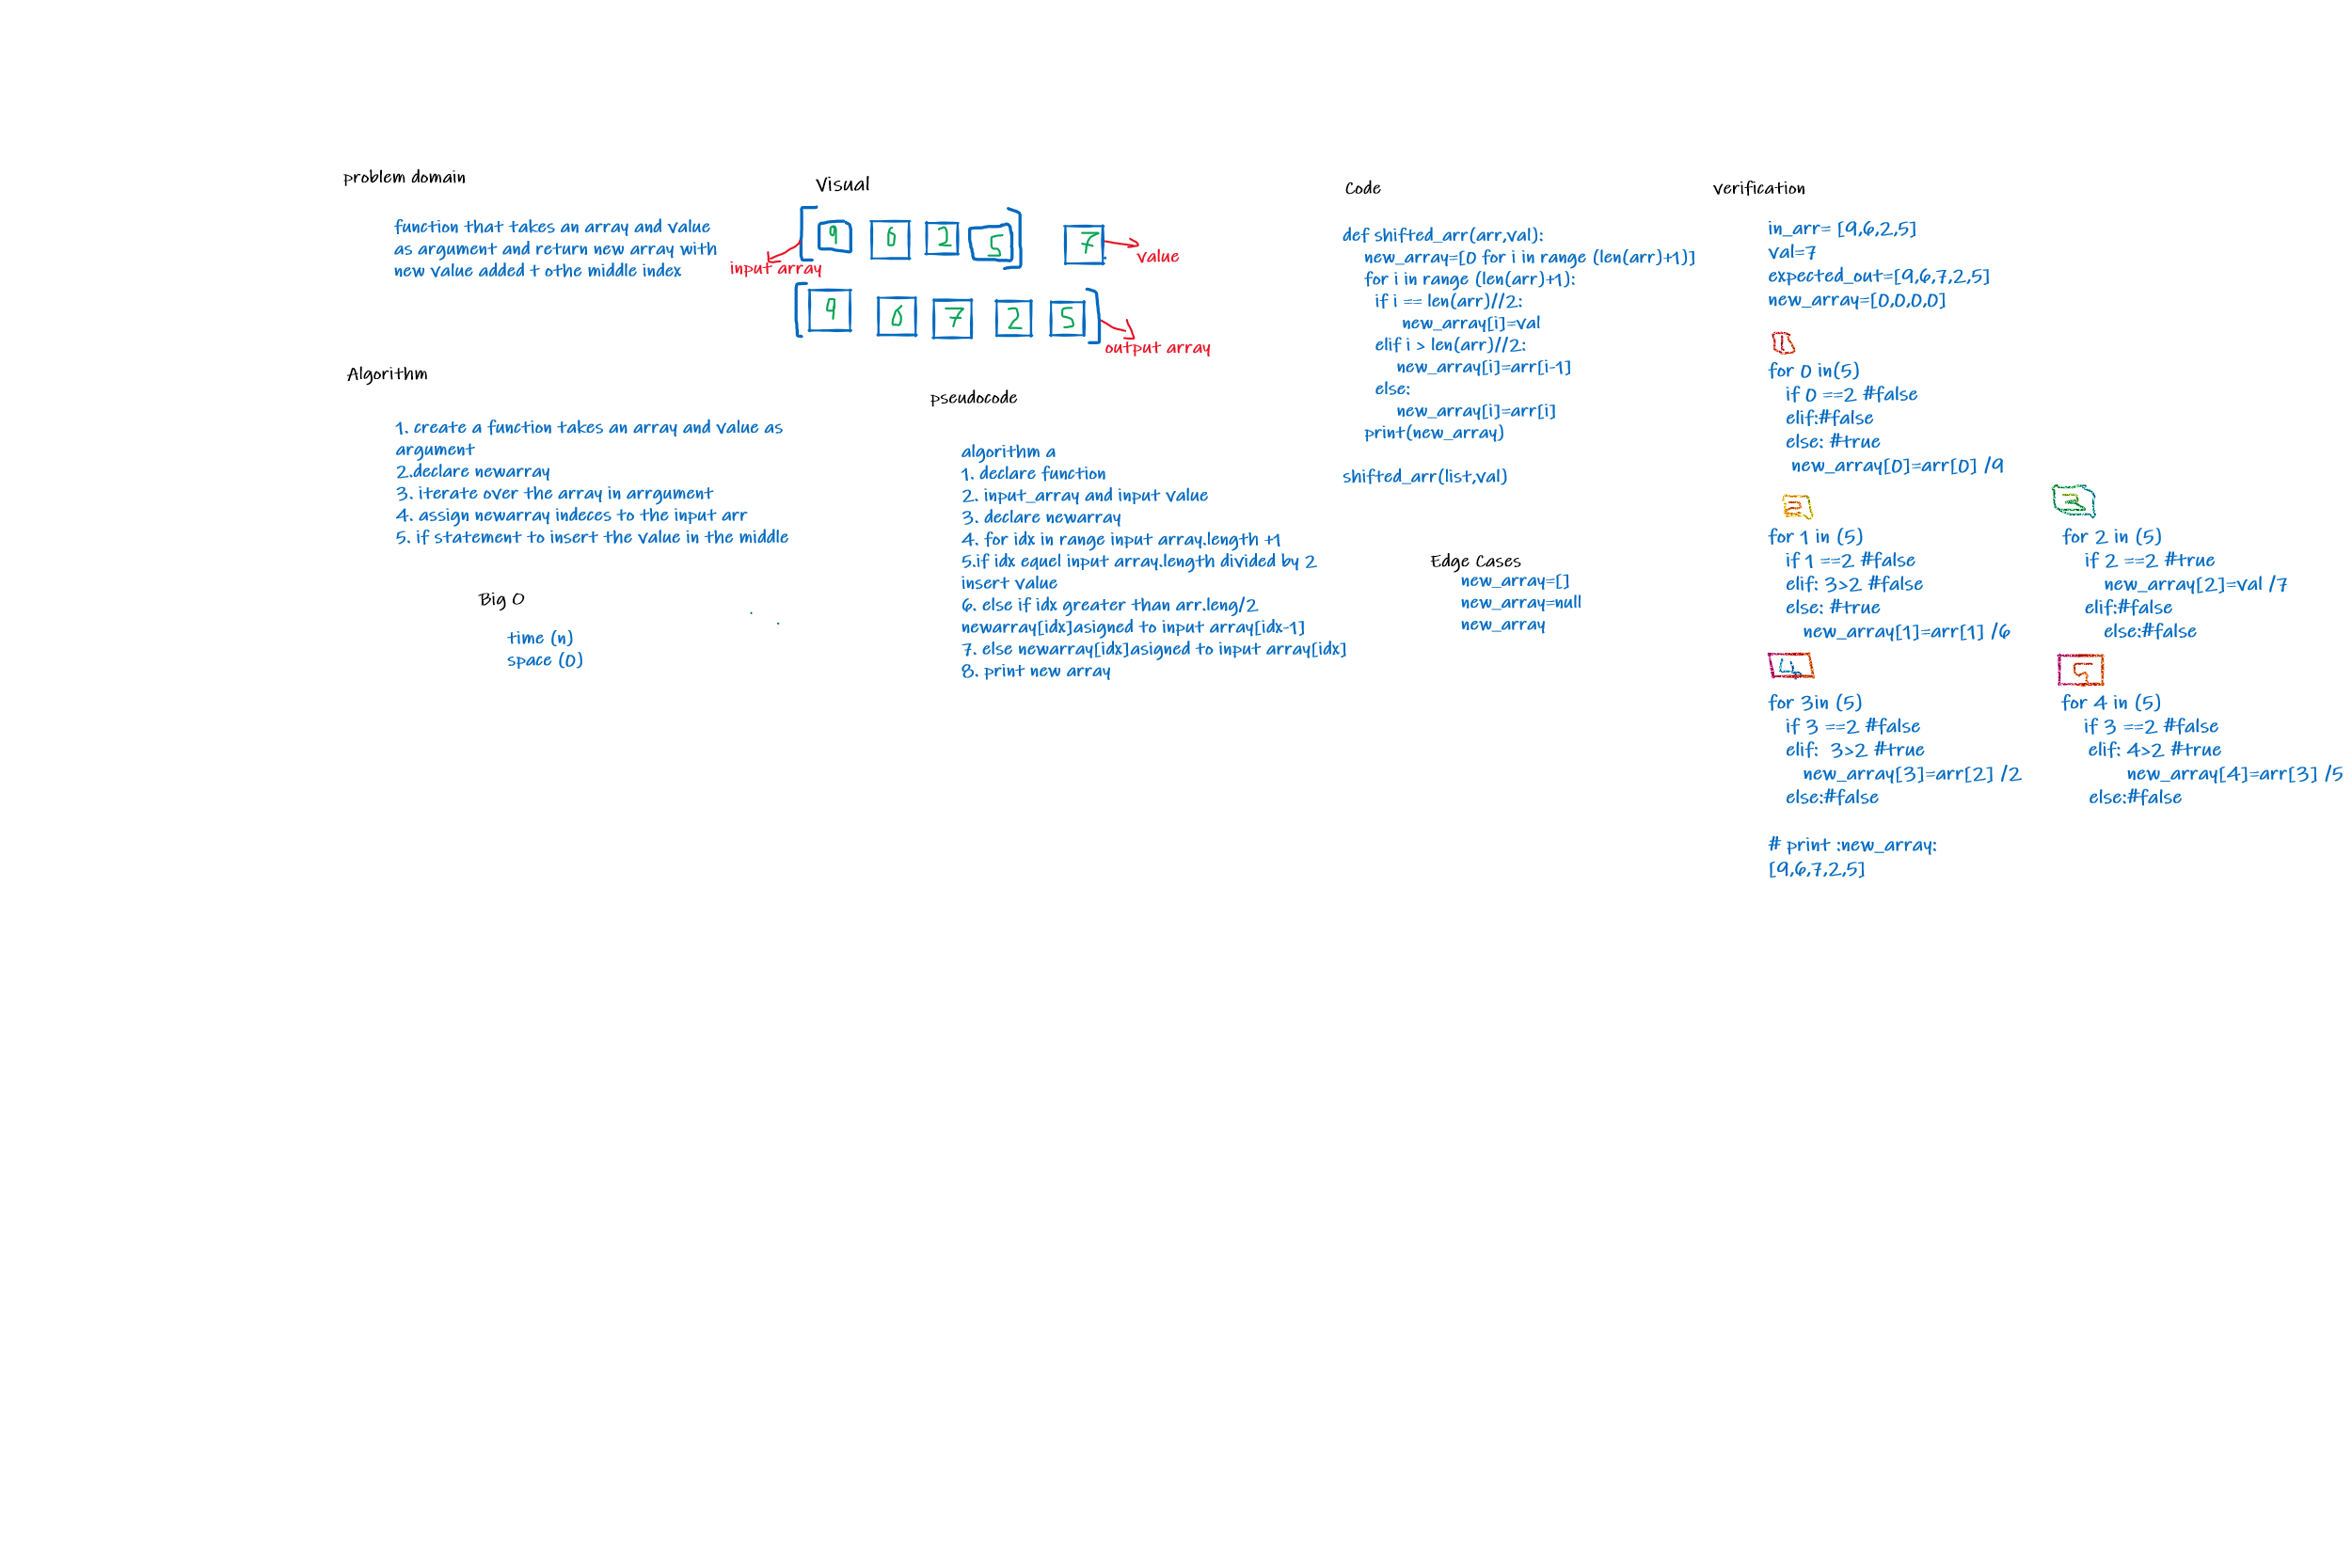 problem domain
function that takes an array and value
as argument and return new array with
new value added t othe middle index
Visual
9 6 2 5 7
input array
value
9 6 7 2 5
output array
Algorithm
1. create a function takes an array and value as
argument
2.declare newarray
3. iterate over the array in arrgument
4. assign newarray indeces to the input arr
5. if statement to insert the value in the middle
Big O
time (n)
space (0)
pseudocode
algorithm a
1. declare function
2. input_array and input value
3. declare newarray
4. for idx in range input array.length +1
5.if idx equel input array.length divided by 2
insert value
6. else if idx greater than arr.leng/2
newarray[idx]asigned to input array[idx-1]
7. else newarray[idx]asigned to input array[idx]
8. print new array
Code
def shifted_arr(arr,val):
new_array=[0 for i in range (len(arr)+1)]
for i in range (len(arr)+1):
if i == len(arr)//2:
new_array[i]=val
elif i > len(arr)//2:
new_array[i]=arr[i-1]
else:
new_array[i]=arr[i]
print(new_array)
shifted_arr(list,val)
Edge Cases
new_array=[]
new_array=null
new_array
verification
in_arr= [9,6,2,5]
val=7
expected_out=[9,6,7,2,5]
new_array=[0,0,0,0]
1
for 0 in(5)
if 0 ==2 #false
elif:#false
else: #true
new_array[0]=arr[0] /9
2
for 1 in (5)
if 1 ==2 #false
elif: 3>2 #false
else: #true
new_array[1]=arr[1] /6
3
for 2 in (5)
if 2 ==2 #true
new_array[2]=val /7
elif:#false
else:#false
4
for 3in (5)
if 3 ==2 #false
elif:  3>2 #true
new_array[3]=arr[2] /2
else:#false
5
for 4 in (5)
if 3 ==2 #false
elif: 4>2 #true
new_array[4]=arr[3] /5
else:#false
# print :new_array:
[9,6,7,2,5]